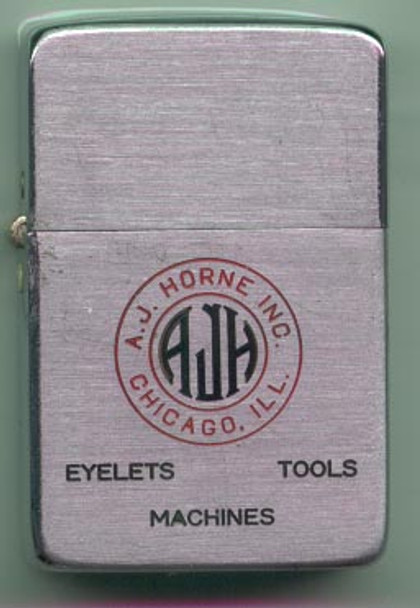 A.J. HORNE INC.
AJH
CHICAGO, ILL.
EYELETS TOOLS
MACHINES